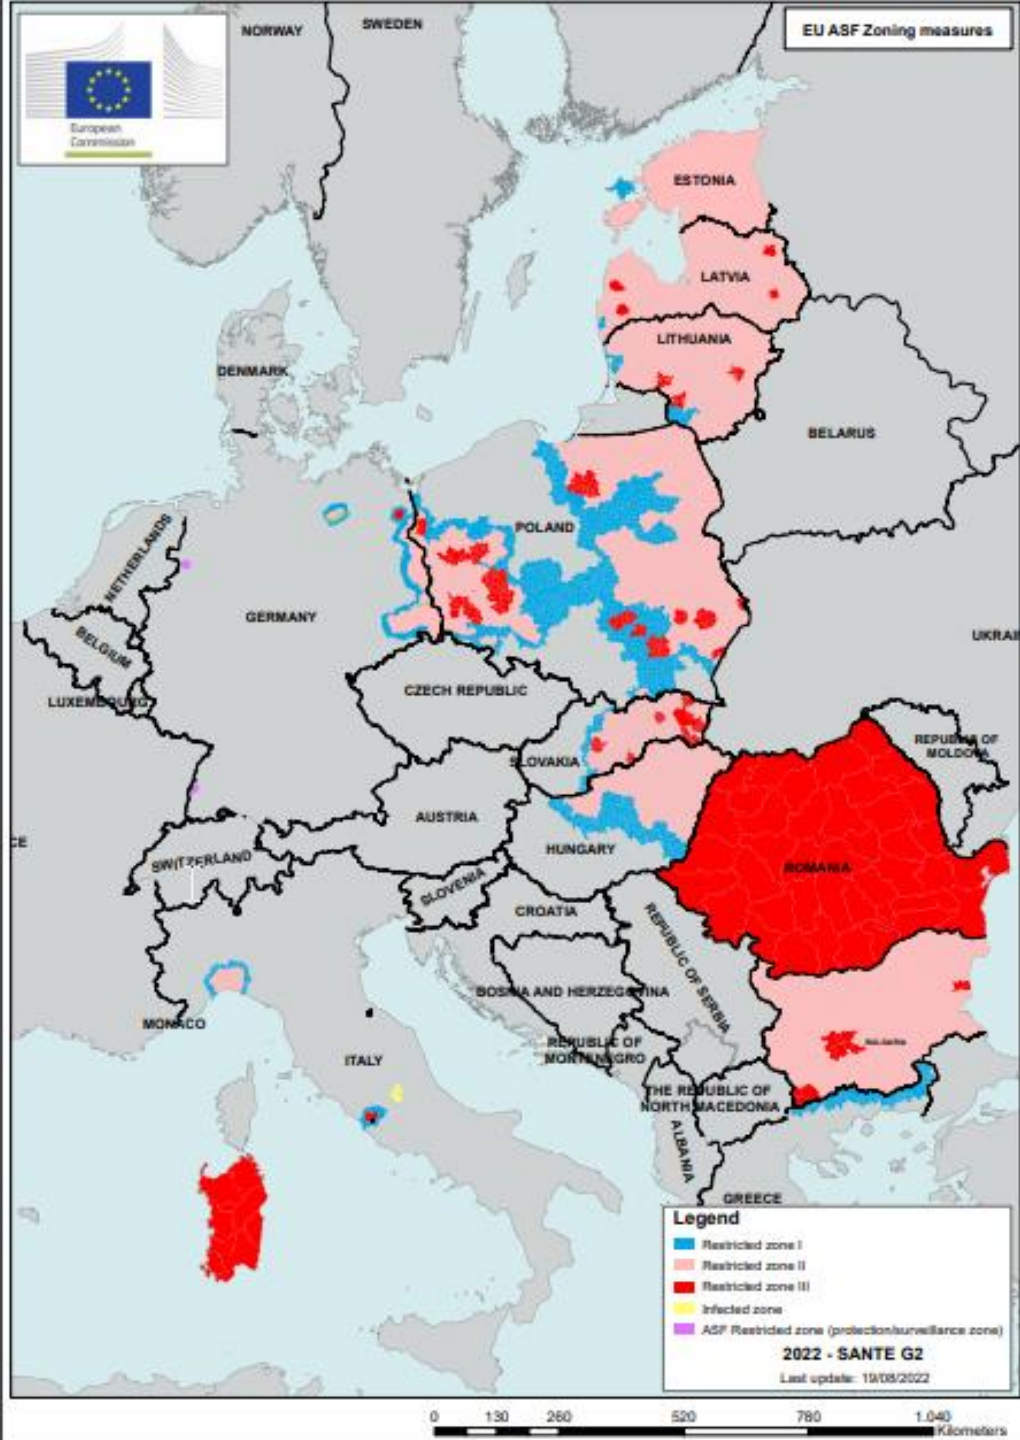 NORWAY
SWEDEN
EU ASF Zoning measures
European
Commission
ESTONIA
LATVIA
LITHUANIA
DENMARK
BELARUS
NETHERLANDS
POLAND
GERMANY
BELGIUM
UKRAI
CZECH REPUBLIC
LUXEMBOURG
REPUBLIC OF
MOLDOVA
SLOVAKIA
AUSTRIA
CE
HUNGARY
SWITZERLAND
ROMANIA
SLOVENIA
CROATIA
REPUBLIC OF SERBIA
BOSNIA AND HERZEGOVINA
MONACO
REPUBLIC OF
MONTENEGRO
ITALY
BULGARIA
THE REPUBLIC OF
NORTH MACEDONIA
ALBANIA
GREECE
Legend
Restricted zone I
Restricted zone II
Restricted zone III
Infected zone
ASF Restricted zone (protection/surveillance zone)
2022 - SANTE G2
Last update: 19/08/2022
0 130 260 520 780 1.040
Kilometers